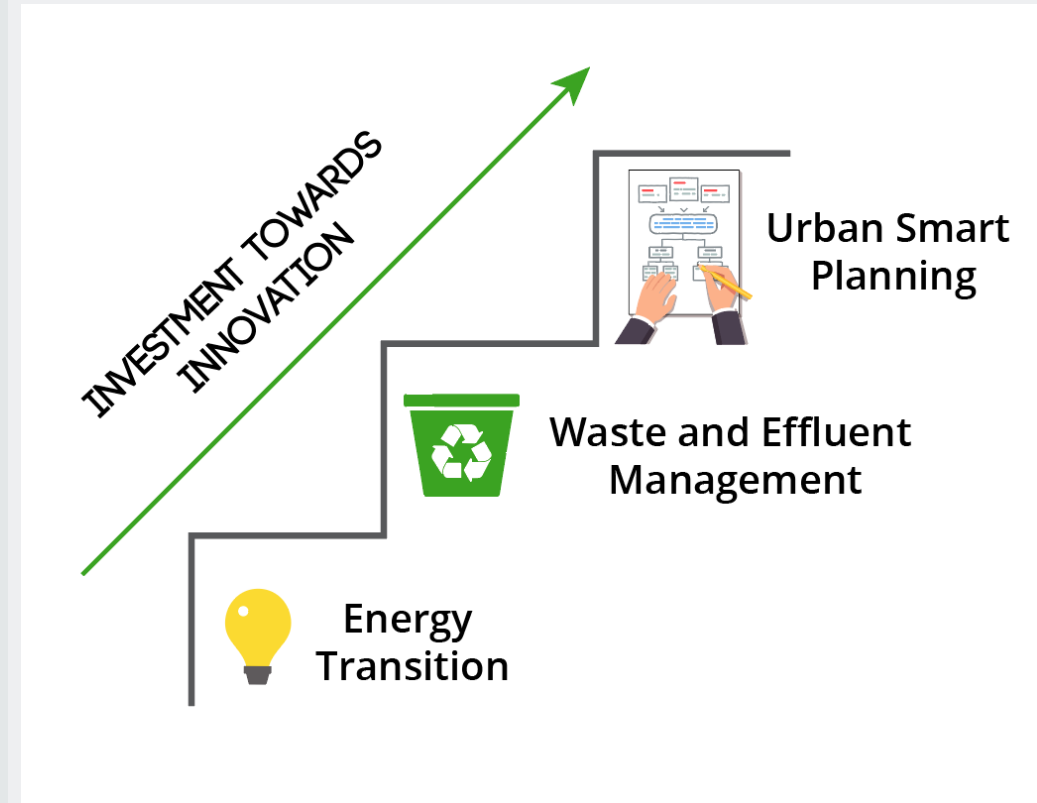 INVESTMENT TOWARDS
INNOVATION
Urban Smart
Planning
Waste and Effluent
Management
Energy
Transition